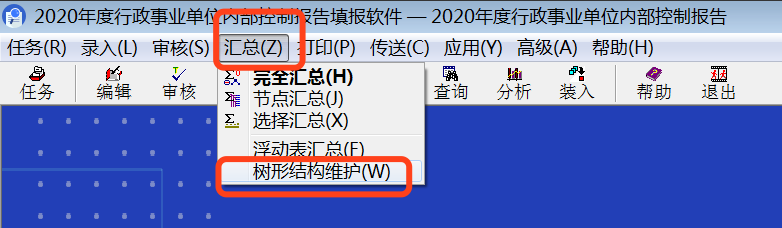 2020年度行政事业单位内部控制报告填报软件 — 2020年度行政事业单位内部控制报告
任务(R) 录入(L) 审核(S) 汇总(Z) 打印(P) 传送(C) 应用(Y) 高级(A) 帮助(H)
任务 编辑 审核 查询 分析 装入 帮助 退出
完全汇总(H)
节点汇总(J)
选择汇总(X)
浮动表汇总(F)
树形结构维护(W)